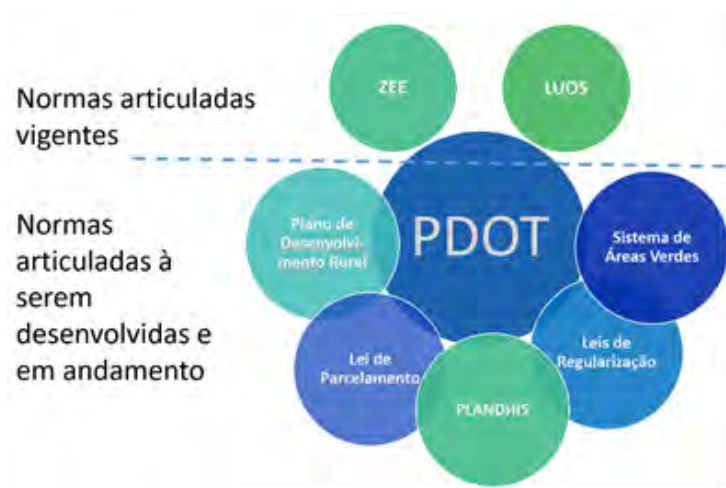 ZEE
LUOS
Normas articuladas
vigentes
PDOT
Normas
articuladas à
serem
desenvolvidas e
em andamento
Plano de
Desenvolvi-
mento Rural
Sistema de
Áreas Verdes
Lei de
Parcelamento
Leis de
Regularização
PLANDHIS